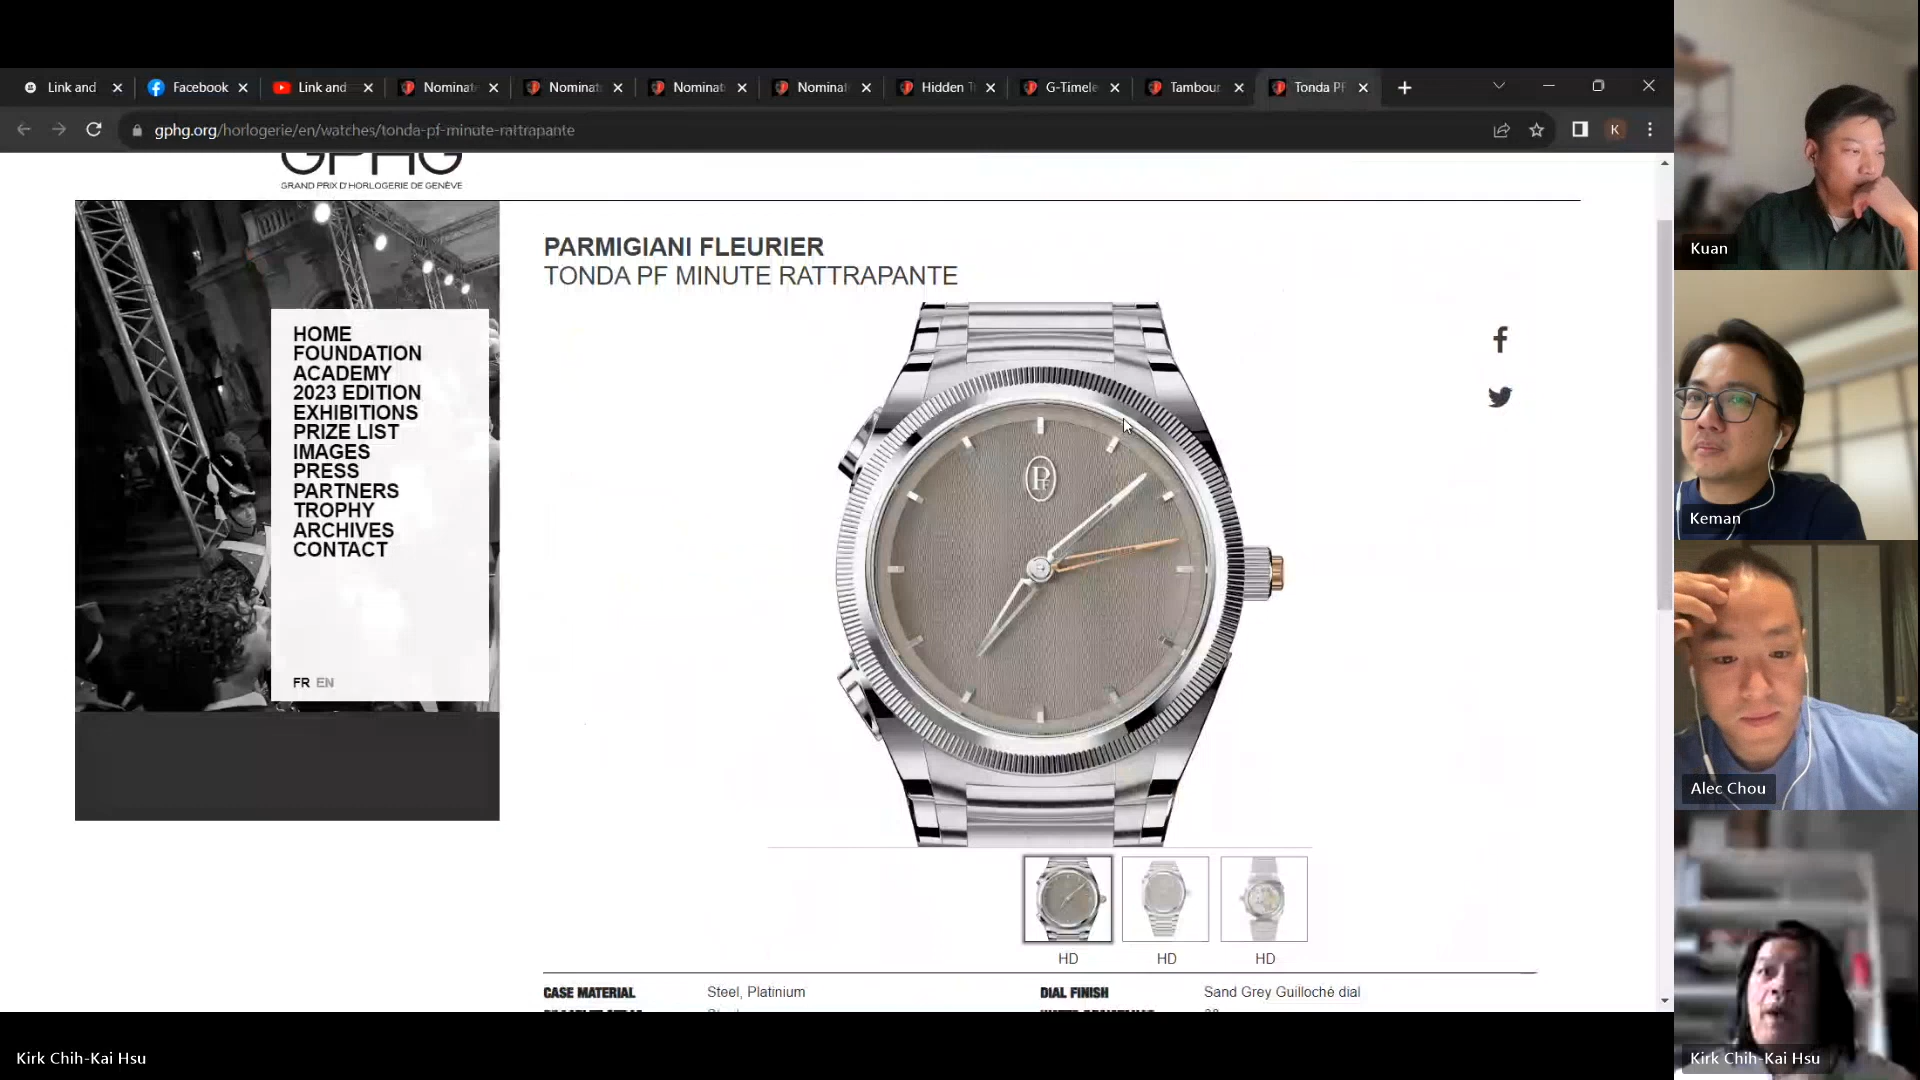 Link and
Facebook
Link and
Nominat
Nominat
Nominat
Nominat
Hidden T
G-Timele
Tambour
Tonda PF
gphg.org/horlogerie/en/watches/tonda-pf-minute-rattrapante
K
GPHG
GRAND PRIX D'HORLOGERIE DE GENÈVE
HOME
FOUNDATION
ACADEMY
2023 EDITION
EXHIBITIONS
PRIZE LIST
IMAGES
PRESS
PARTNERS
TROPHY
ARCHIVES
CONTACT
FR EN
PARMIGIANI FLEURIER
TONDA PF MINUTE RATTRAPANTE
PF
HD HD HD
CASE MATERIAL Steel, Platinium
DIAL FINISH Sand Grey Guilloché dial
Kuan
Keman
Alec Chou
Kirk Chih-Kai Hsu
Kirk Chih-Kai Hsu